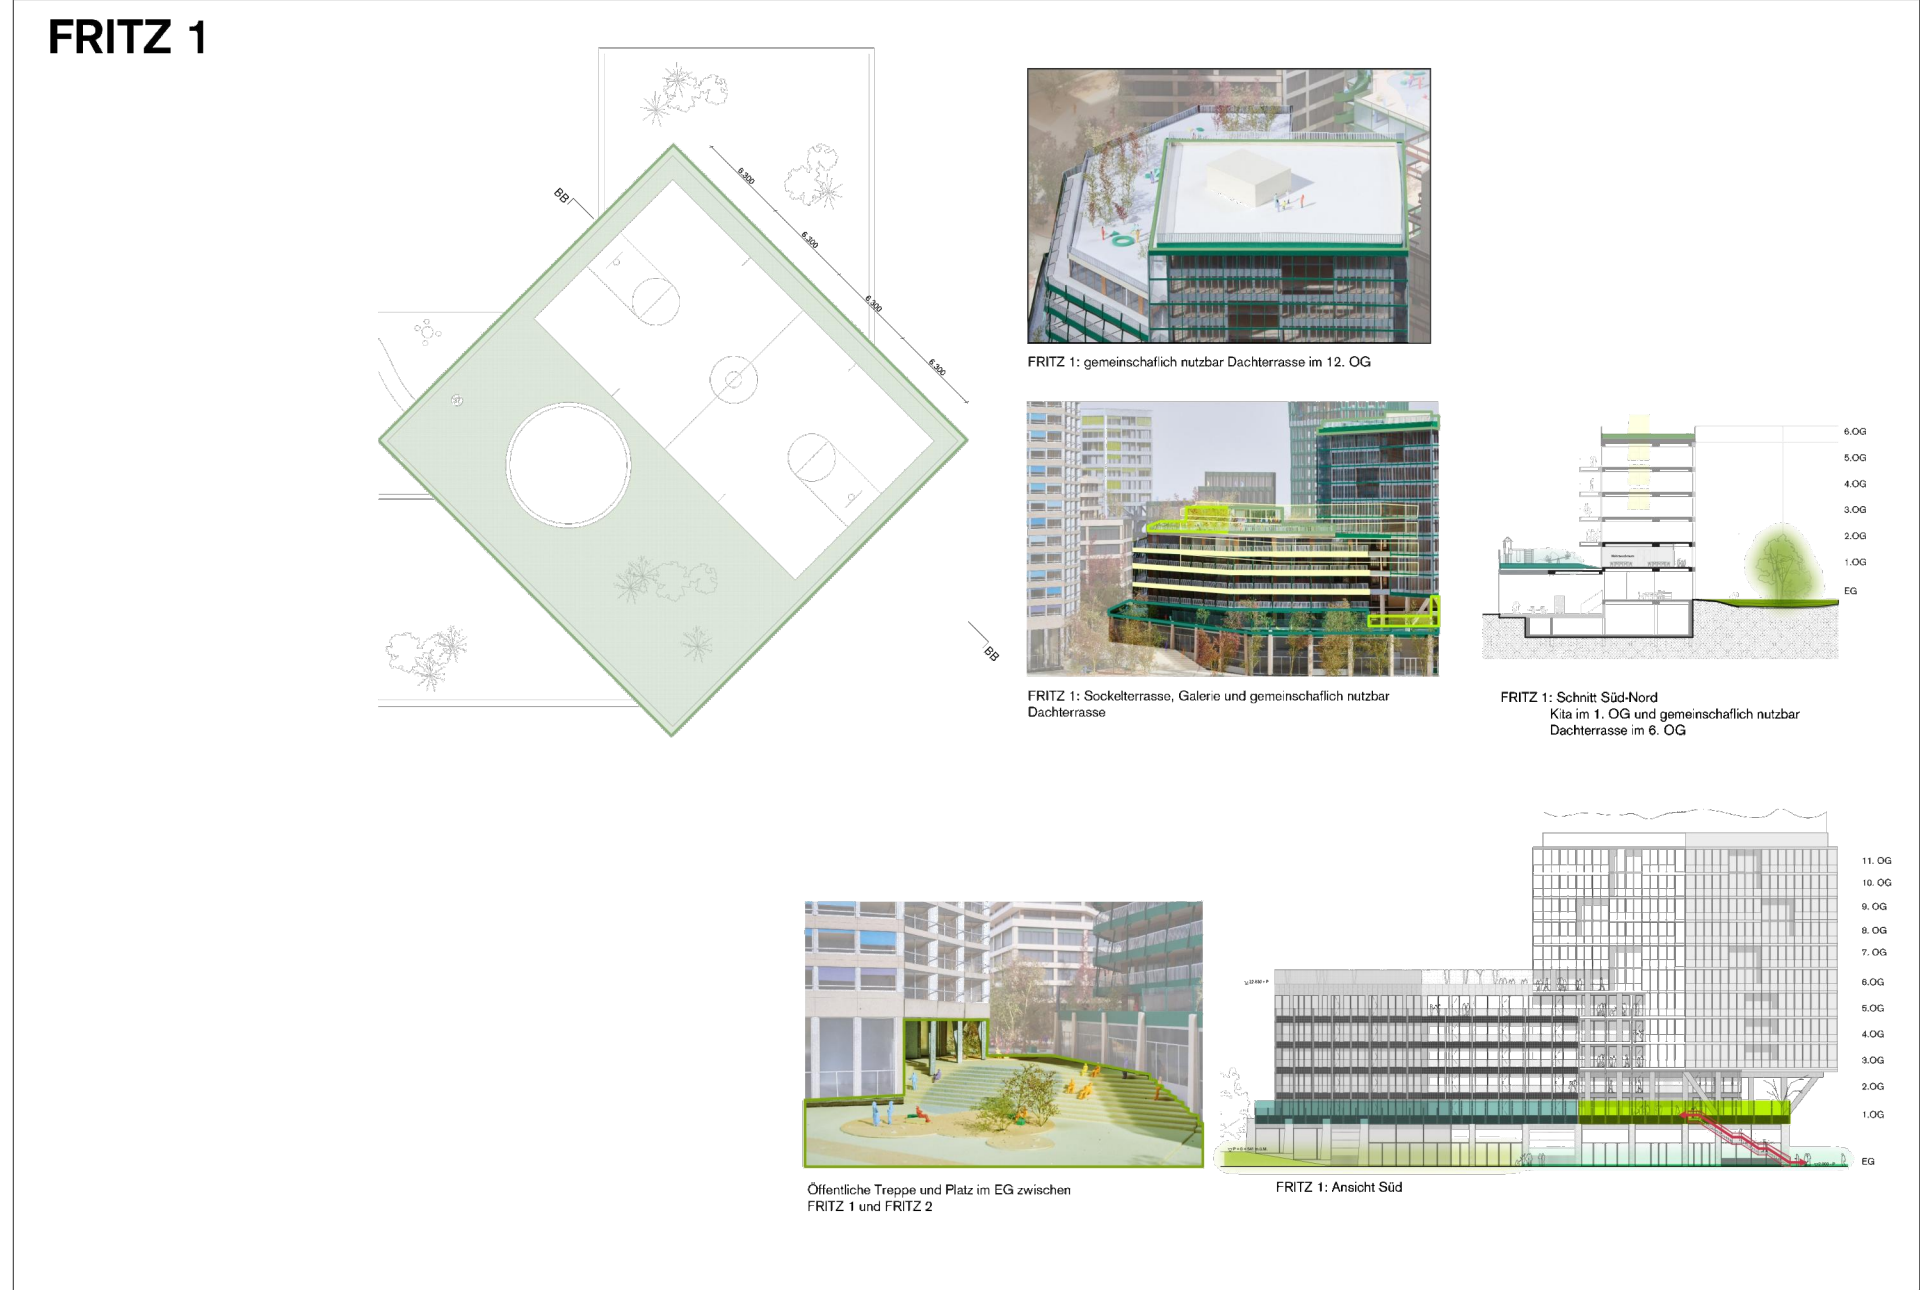 FRITZ 1
BB
6.300
6.300
6.300
6.300
BB
FRITZ 1: gemeinschaflich nutzbar Dachterrasse im 12. OG
FRITZ 1: Sockelterrasse, Galerie und gemeinschaflich nutzbar
Dachterrasse
6.OG
5.OG
4.OG
3.OG
2.OG
1.OG
EG
FRITZ 1: Schnitt Süd-Nord
Kita im 1. OG und gemeinschaflich nutzbar
Dachterrasse im 6. OG
Öffentliche Treppe und Platz im EG zwischen
FRITZ 1 und FRITZ 2
11. OG
10. OG
9. OG
8. OG
7. OG
6.OG
5.OG
4.OG
3.OG
2.OG
1.OG
EG
FRITZ 1: Ansicht Süd